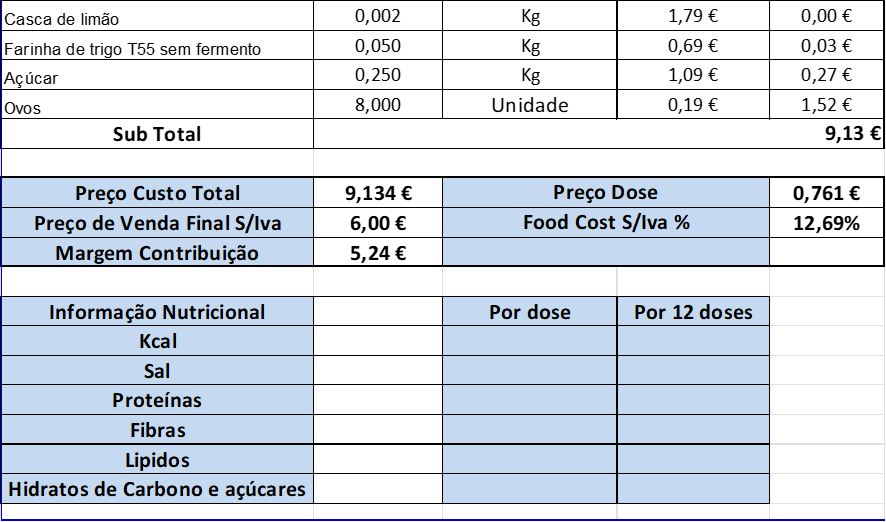 Casca de limão 0,002 Kg 1,79 € 0,00 €
Farinha de trigo T55 sem fermento 0,050 Kg 0,69 € 0,03 €
Açúcar 0,250 Kg 1,09 € 0,27 €
Ovos 8,000 Unidade 0,19 € 1,52 €
Sub Total 9,13 €
Preço Custo Total 9,134 € Preço Dose 0,761 €
Preço de Venda Final S/Iva 6,00 € Food Cost S/Iva % 12,69%
Margem Contribuição 5,24 €
Informação Nutricional Por dose Por 12 doses
Kcal
Sal
Proteínas
Fibras
Lipidos
Hidratos de Carbono e açúcares